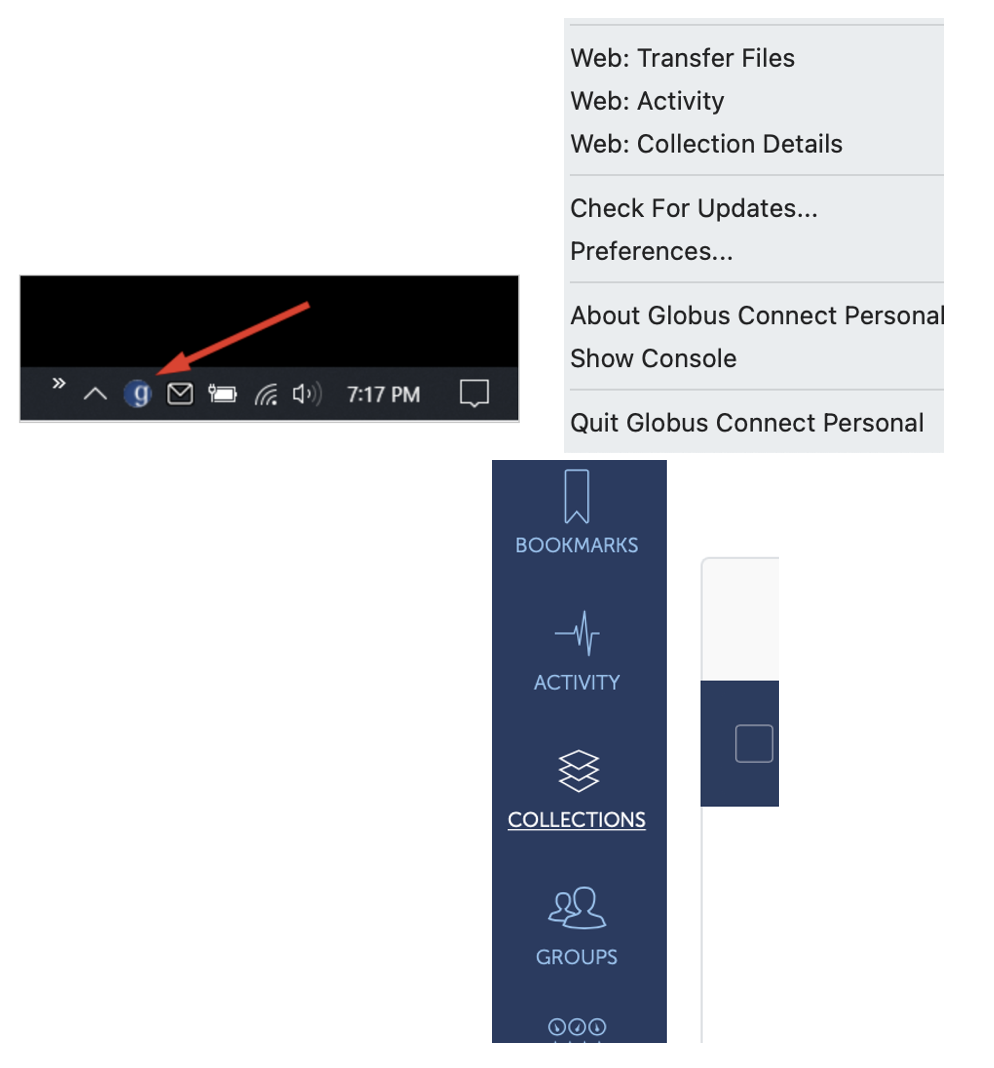 Web: Transfer Files
Web: Activity
Web: Collection Details
Check For Updates...
Preferences...
About Globus Connect Personal
Show Console
Quit Globus Connect Personal
» g 7:17 PM
BOOKMARKS
ACTIVITY
COLLECTIONS
GROUPS